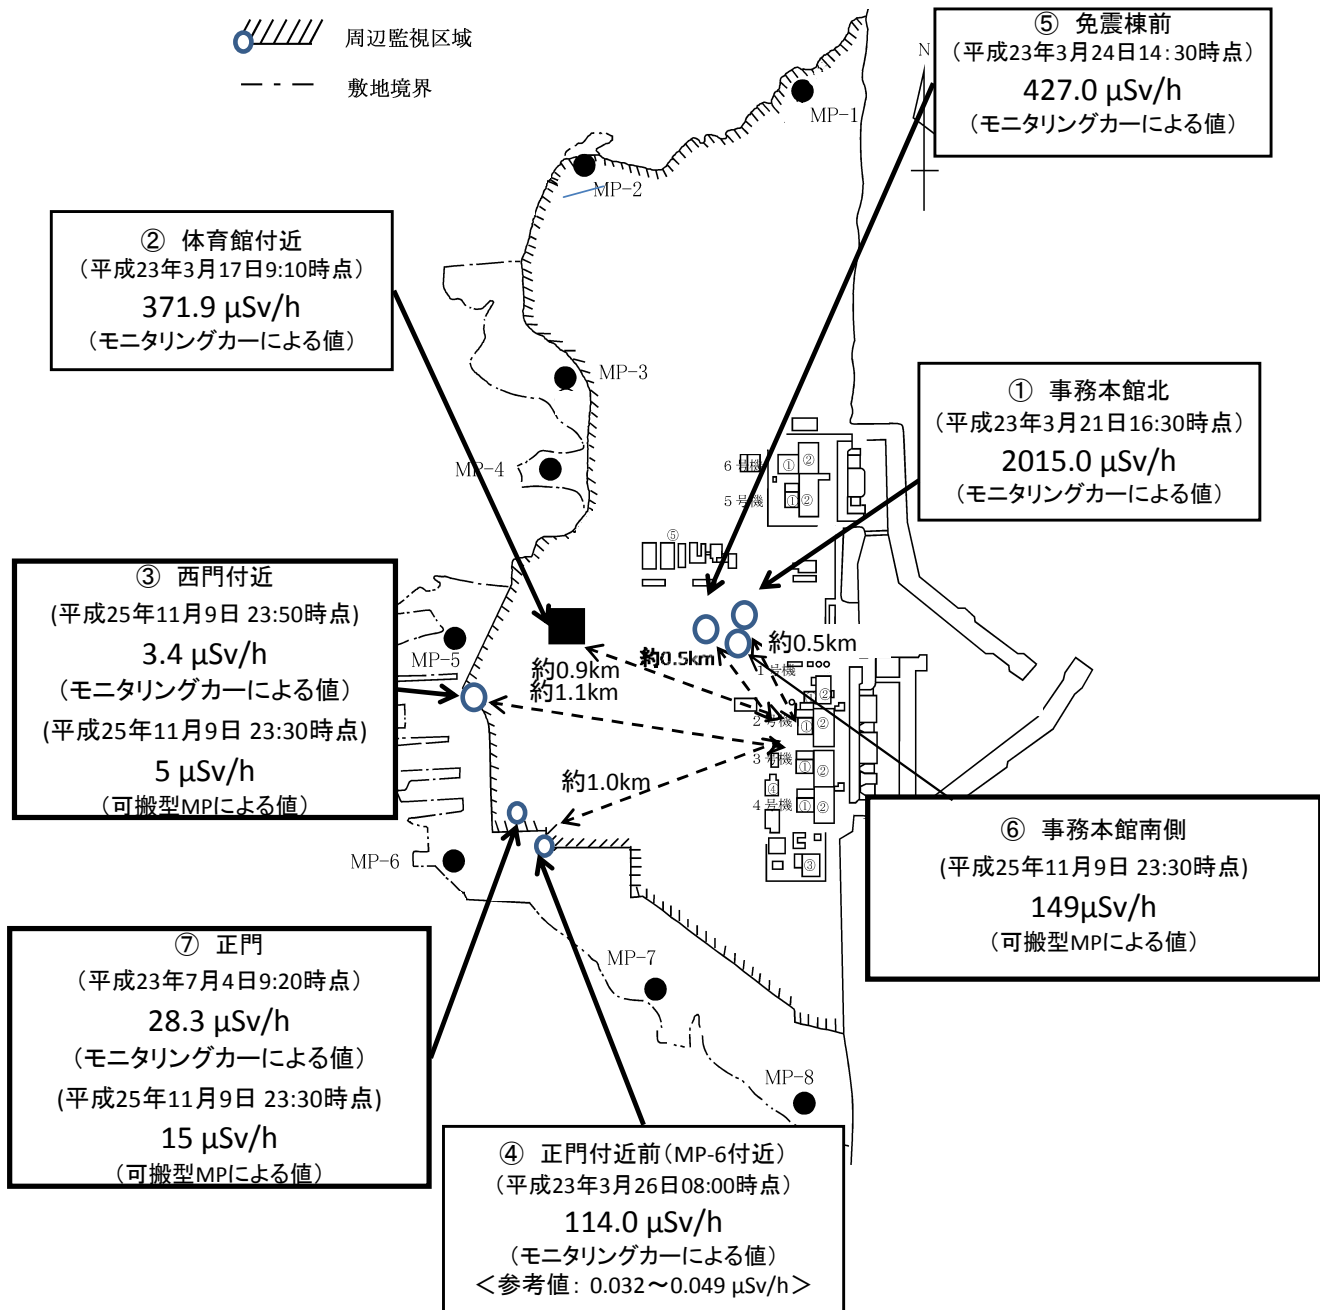 周辺監視区域
敷地境界
N
⑤ 免震棟前
（平成23年3月24日14：30時点）
427.0 μSv/h
（モニタリングカーによる値）
MP-1
MP-2
② 体育館付近
（平成23年3月17日9:10時点）
371.9 μSv/h
（モニタリングカーによる値）
MP-3
MP-4
① 事務本館北
（平成23年3月21日16:30時点）
2015.0 μSv/h
（モニタリングカーによる値）
6号機
① ②
5号機
① ②
⑤
③ 西門付近
(平成25年11月9日 23:50時点)
3.4 μSv/h
（モニタリングカーによる値）
(平成25年11月9日 23:30時点)
5 μSv/h
（可搬型MPによる値）
MP-5
約0.9km
約1.1km
約0.5km
約0.5km
1号機
②
2号機
① ②
3号機
① ②
④
4号機
① ②
③
約1.0km
MP-6
⑥ 事務本館南側
(平成25年11月9日 23:30時点)
149μSv/h
（可搬型MPによる値）
⑦ 正門
（平成23年7月4日9:20時点）
28.3 μSv/h
（モニタリングカーによる値）
(平成25年11月9日 23:30時点)
15 μSv/h
（可搬型MPによる値）
MP-7
MP-8
④ 正門付近前（MP-6付近）
（平成23年3月26日08:00時点）
114.0 μSv/h
（モニタリングカーによる値）
＜参考値：0.032～0.049 μSv/h＞